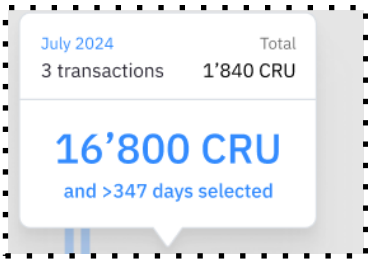 July 2024 Total
3 transactions 1’840 CRU
16’800 CRU
and >347 days selected